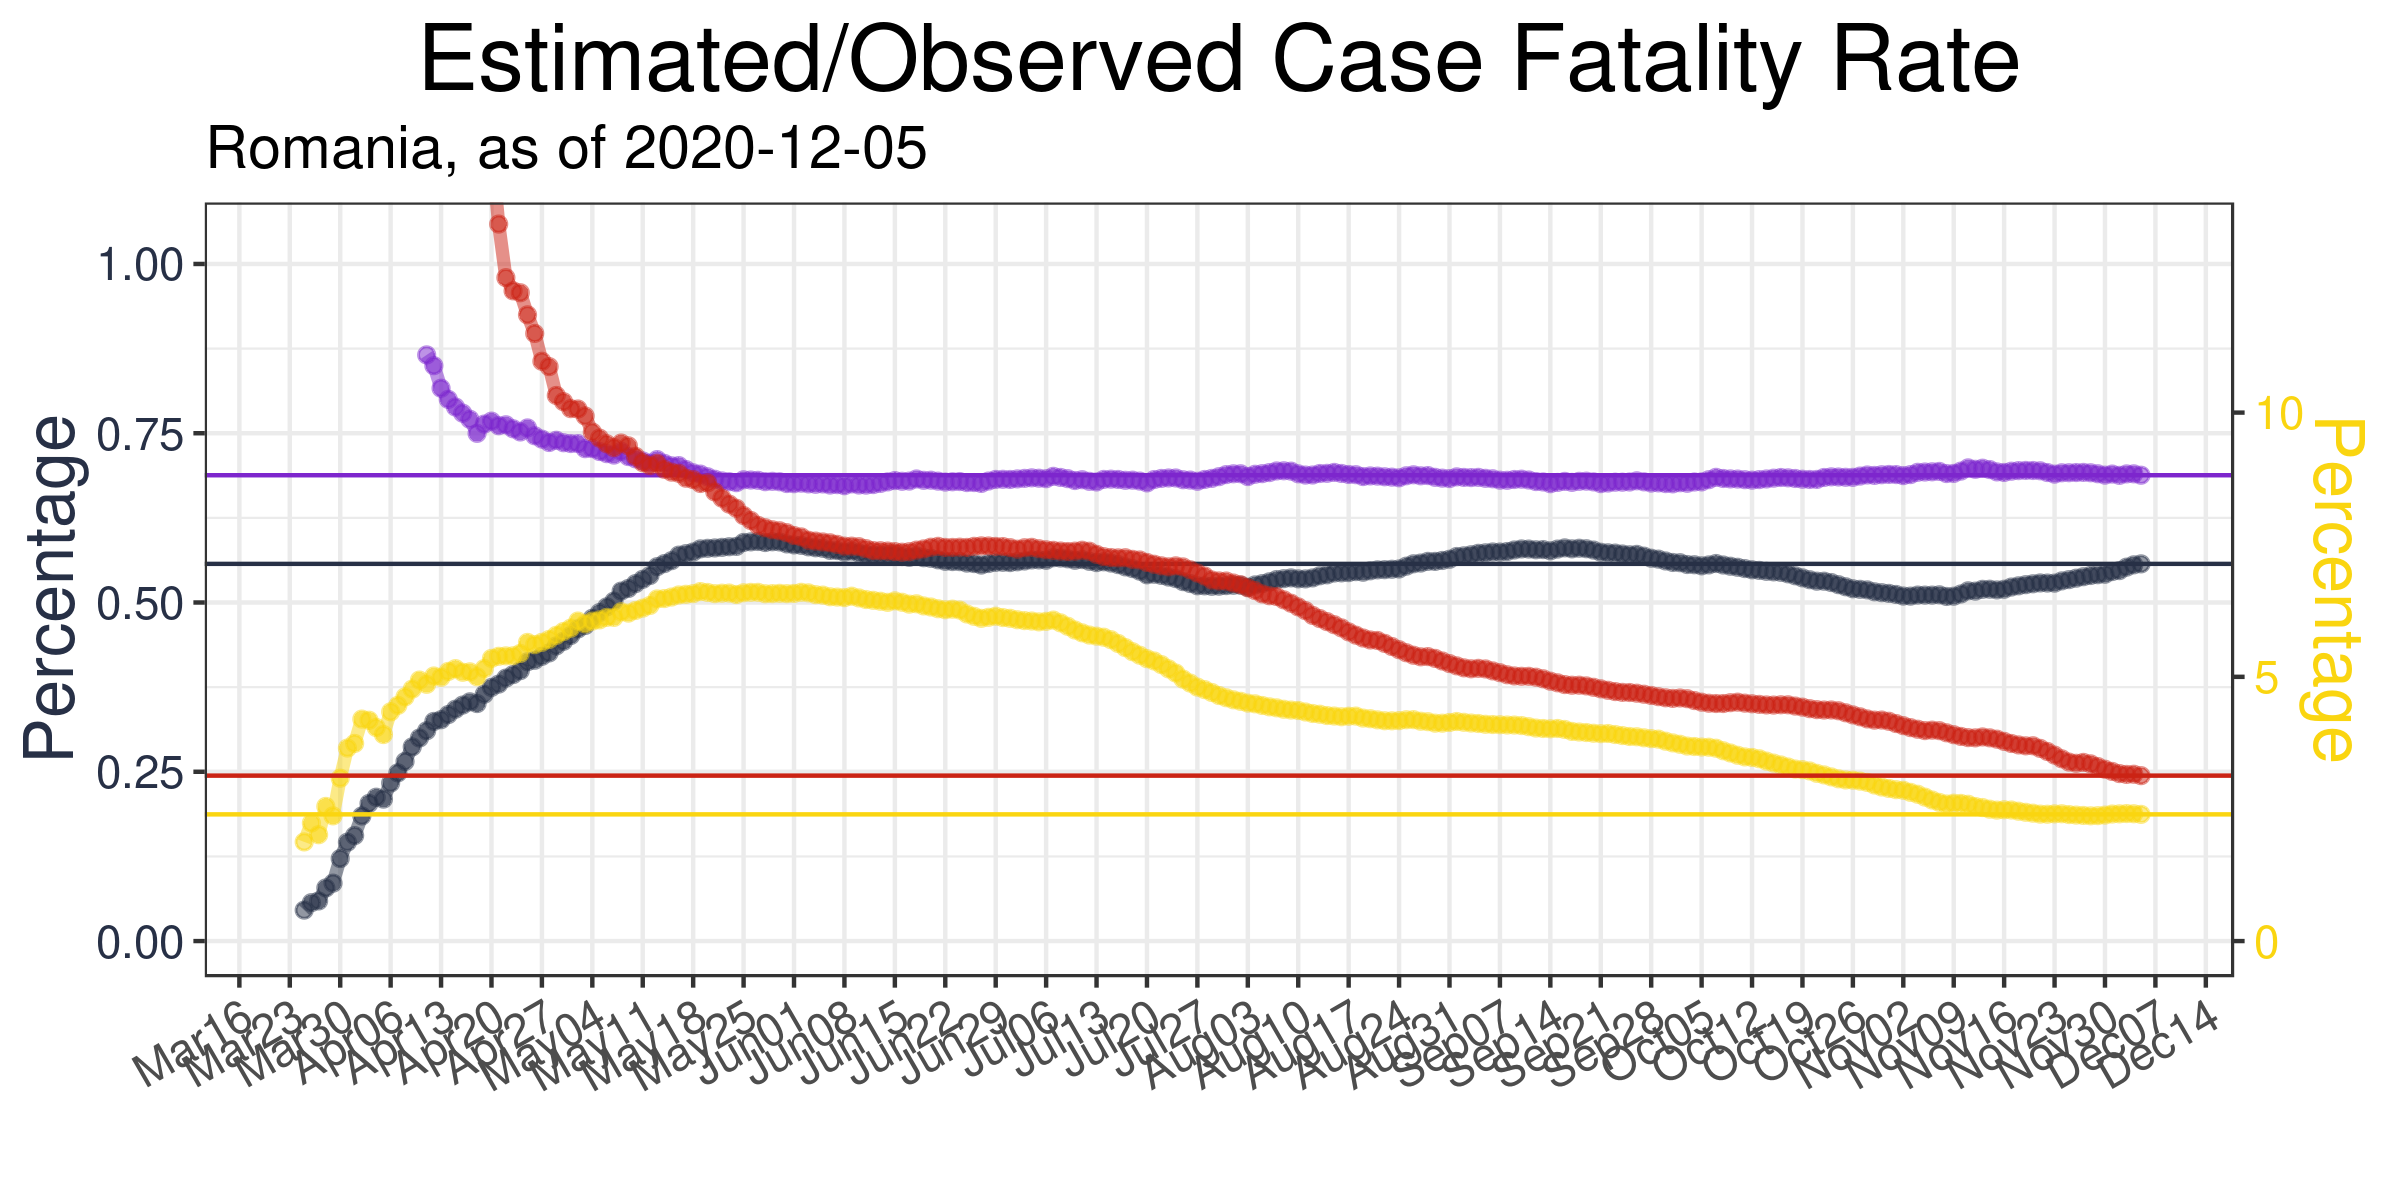 Estimated/Observed Case Fatality Rate
Romania, as of 2020-12-05
Percentage
1.00
0.75
0.50
0.25
0.00
10
5
0
Percentage
Mar16
Mar23
Mar30
Apr06
Apr13
Apr20
Apr27
May04
May11
May18
May25
Jun01
Jun08
Jun15
Jun22
Jun29
Jul06
Jul13
Jul20
Jul27
Aug03
Aug10
Aug17
Aug24
Aug31
Sep07
Sep14
Sep21
Sep28
Oct05
Oct12
Oct19
Oct26
Nov02
Nov09
Nov16
Nov23
Nov30
Dec07
Dec14